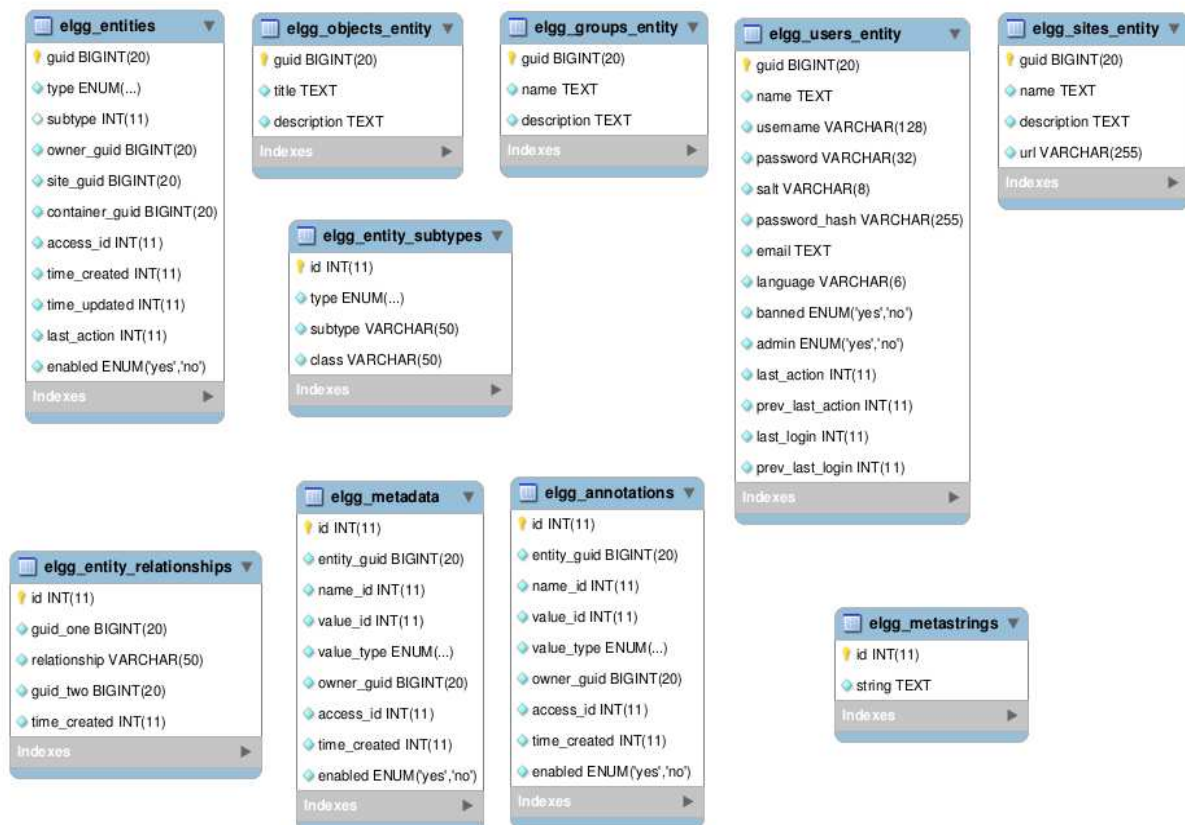 elgg_entities
guid BIGINT(20)
type ENUM(...)
subtype INT(11)
owner_guid BIGINT(20)
site_guid BIGINT(20)
container_guid BIGINT(20)
access_id INT(11)
time_created INT(11)
time_updated INT(11)
last_action INT(11)
enabled ENUM('yes','no')
Indexes
elgg_objects_entity
guid BIGINT(20)
title TEXT
description TEXT
Indexes
elgg_groups_entity
guid BIGINT(20)
name TEXT
description TEXT
Indexes
elgg_users_entity
guid BIGINT(20)
name TEXT
username VARCHAR(128)
password VARCHAR(32)
salt VARCHAR(8)
password_hash VARCHAR(255)
email TEXT
language VARCHAR(6)
banned ENUM('yes','no')
admin ENUM('yes','no')
last_action INT(11)
prev_last_action INT(11)
last_login INT(11)
prev_last_login INT(11)
Indexes
elgg_sites_entity
guid BIGINT(20)
name TEXT
description TEXT
url VARCHAR(255)
Indexes
elgg_entity_subtypes
id INT(11)
type ENUM(...)
subtype VARCHAR(50)
class VARCHAR(50)
Indexes
elgg_entity_relationships
id INT(11)
guid_one BIGINT(20)
relationship VARCHAR(50)
guid_two BIGINT(20)
time_created INT(11)
Indexes
elgg_metadata
id INT(11)
entity_guid BIGINT(20)
name_id INT(11)
value_id INT(11)
value_type ENUM(...)
owner_guid BIGINT(20)
access_id INT(11)
time_created INT(11)
enabled ENUM('yes','no')
Indexes
elgg_annotations
id INT(11)
entity_guid BIGINT(20)
name_id INT(11)
value_id INT(11)
value_type ENUM(...)
owner_guid BIGINT(20)
access_id INT(11)
time_created INT(11)
enabled ENUM('yes','no')
Indexes
elgg_metastrings
id INT(11)
string TEXT
Indexes